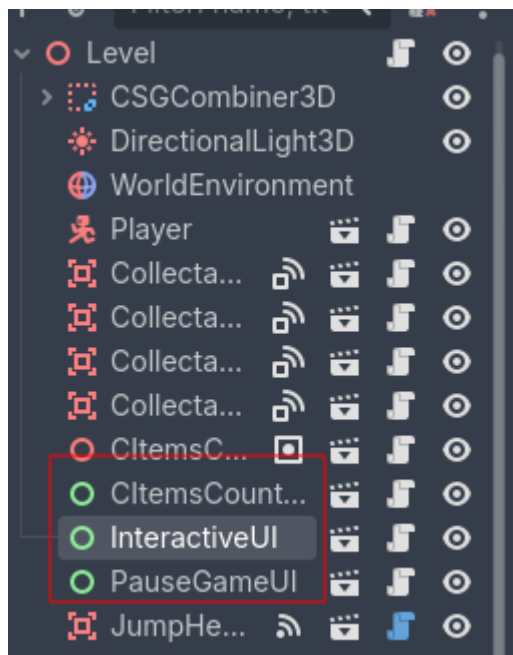 Level
CSGCombiner3D
DirectionalLight3D
WorldEnvironment
Player
Collecta...
Collecta...
Collecta...
Collecta...
CItemsC...
CItemsCount...
InteractiveUI
PauseGameUI
JumpHe...